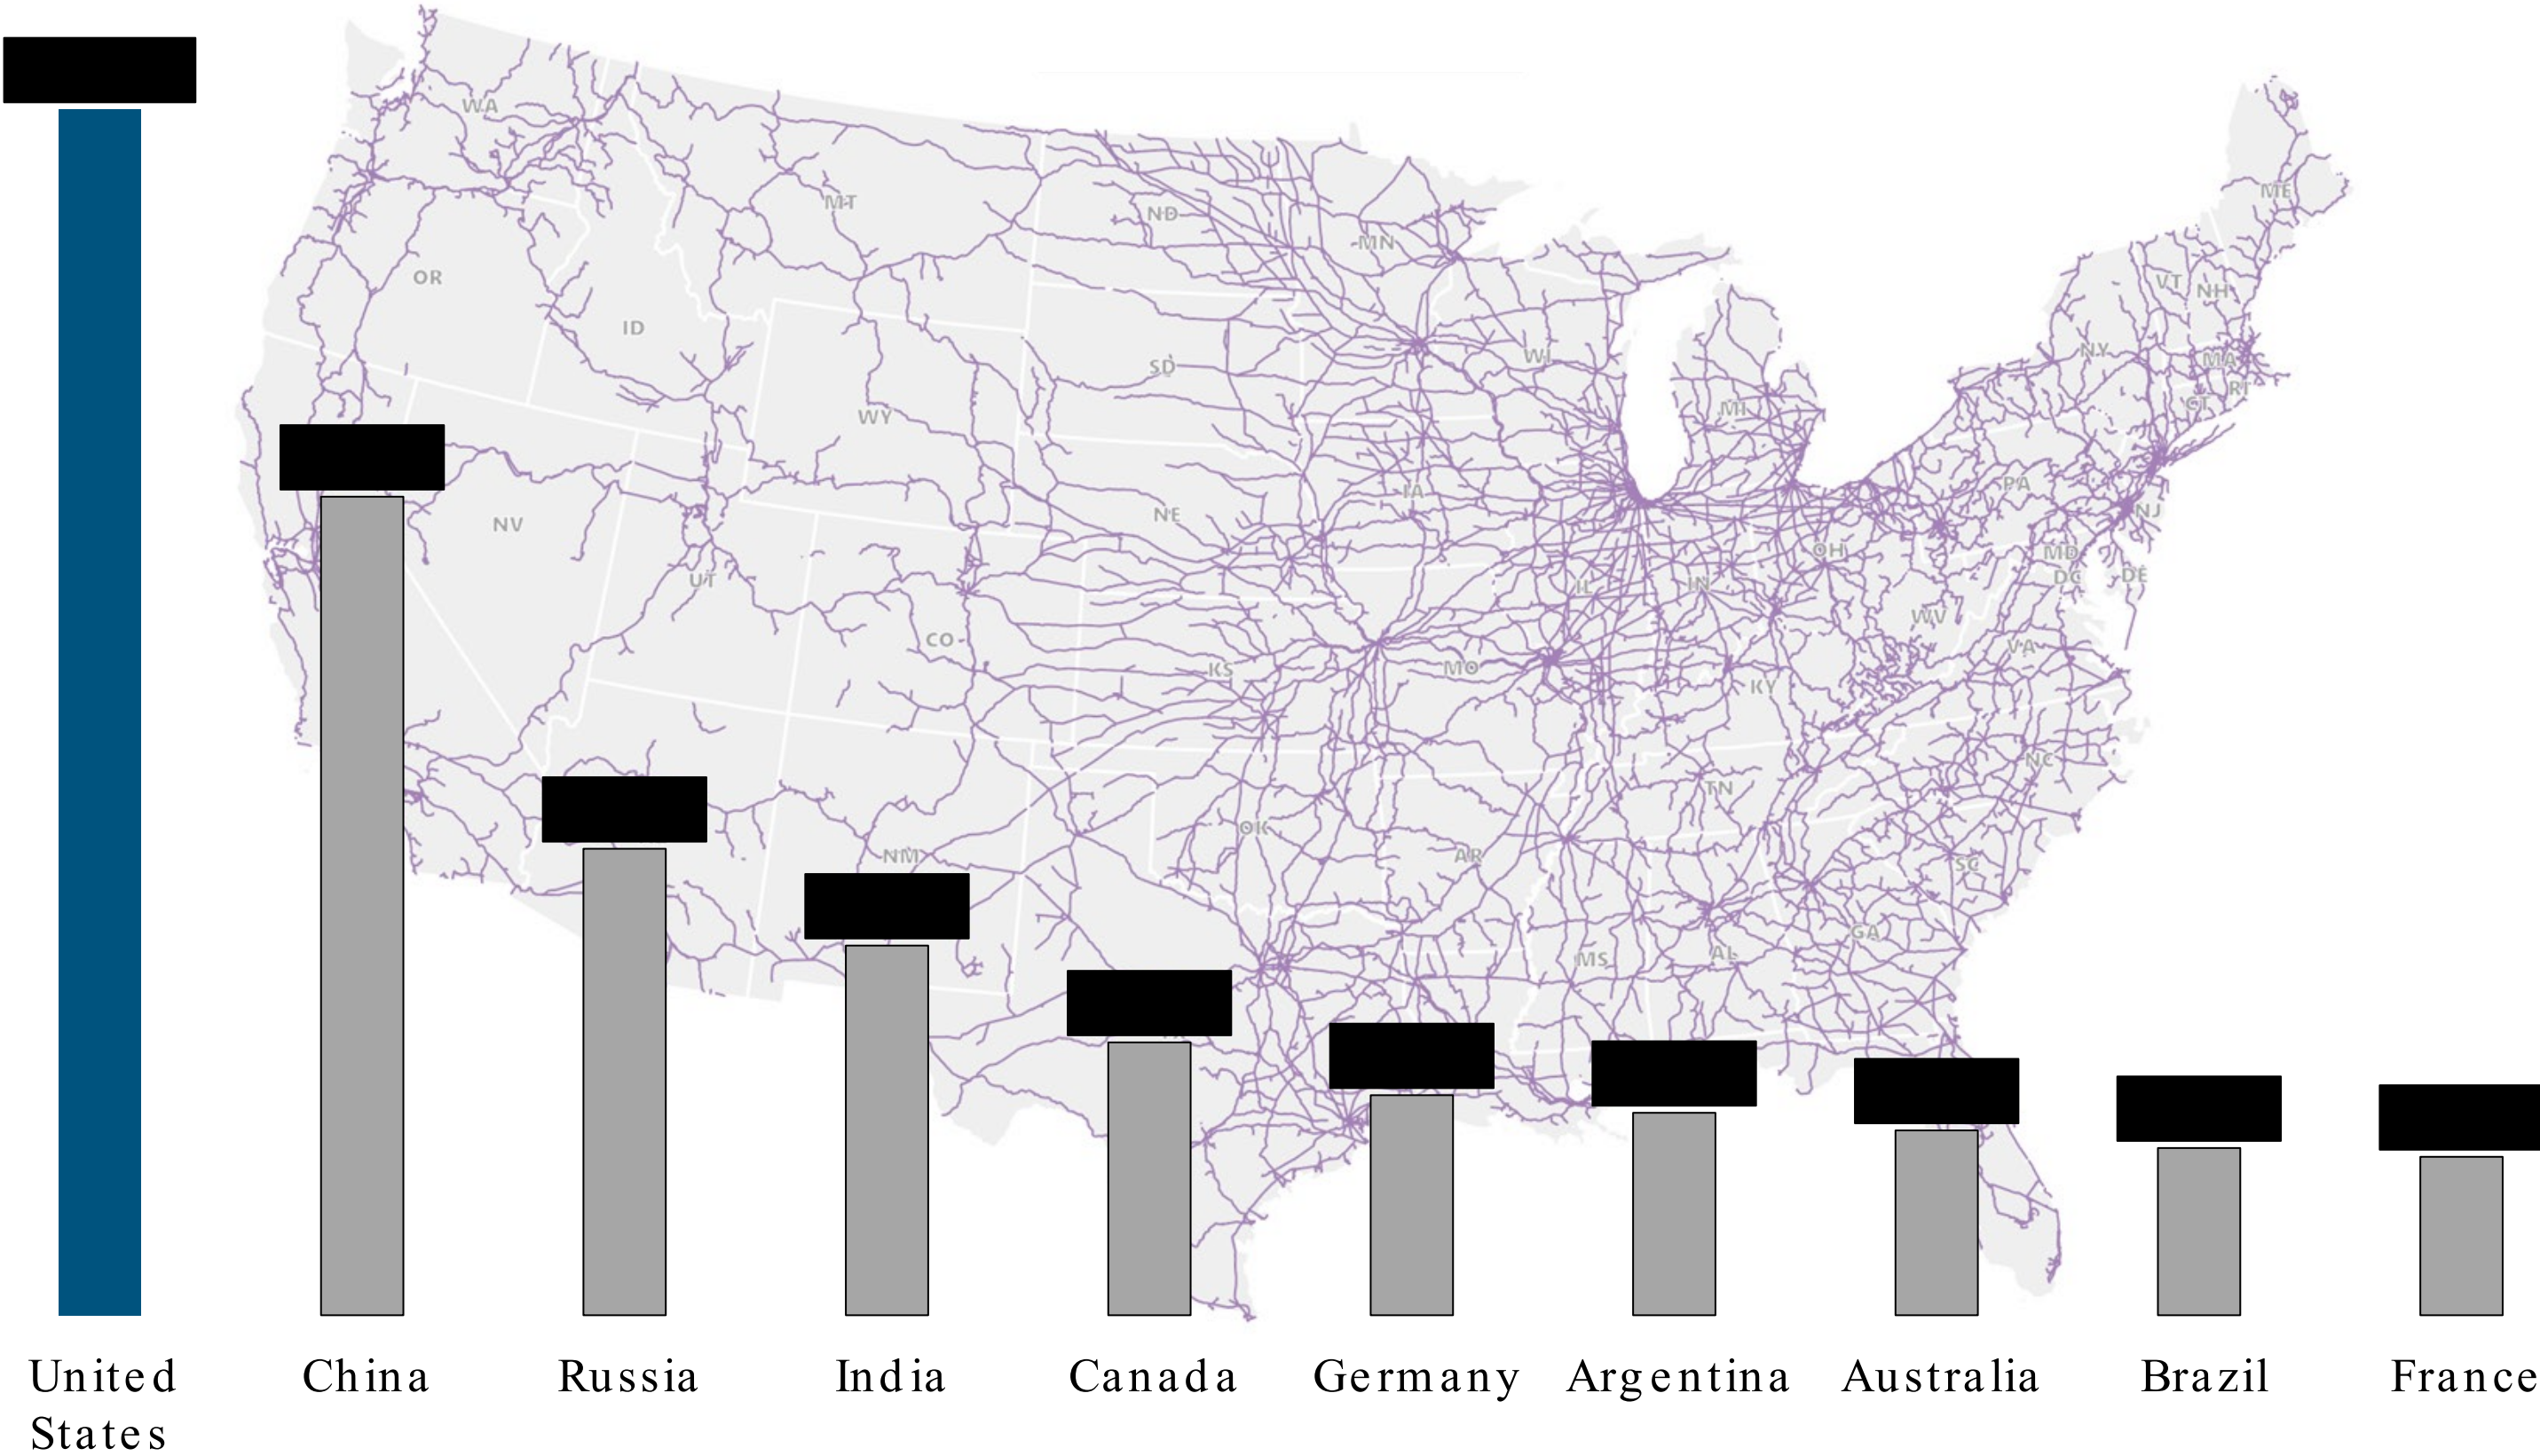 WA
MT
ND
MN
ME
OR
ID
VT
NH
SD
WI
NY
MA
RI
WY
MI
CT
IA
PA
NV
NE
NJ
OH
MD
UT
IL
IN
DC
DE
CO
WV
KS
MO
VA
KY
NC
TN
OK
NM
AR
SC
GA
MS
AL
United
States
China
Russia
India
Canada
Germany
Argentina
Australia
Brazil
France